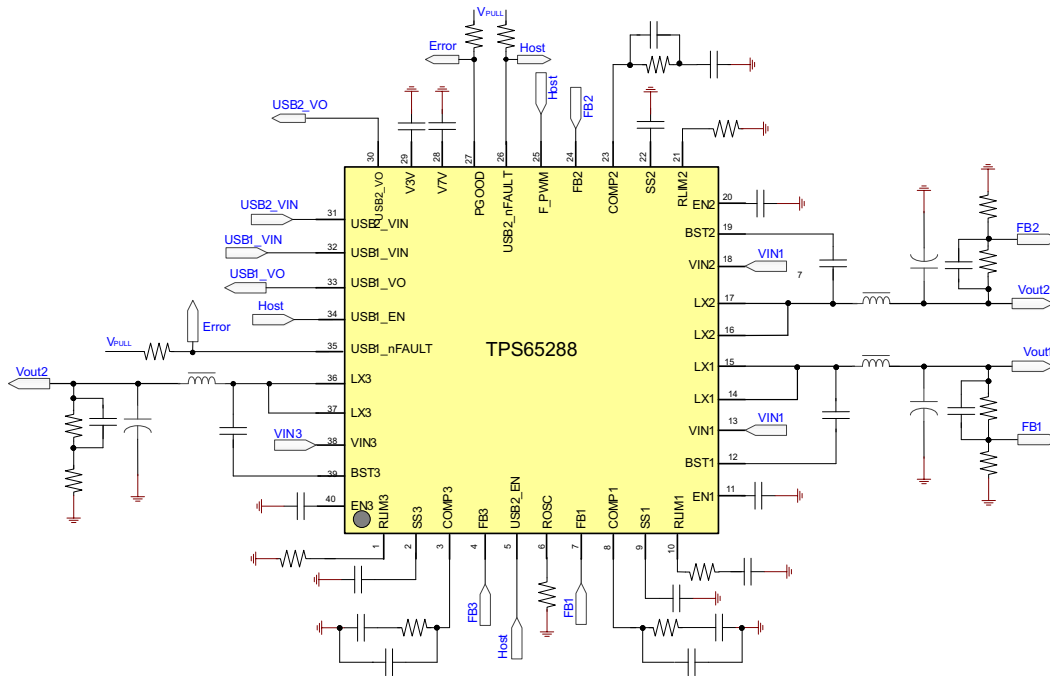 VPULL
Error
Host
Host
FB2
USB2_VO
30
29
28
27
26
25
24
23
22
21
USB2_VO
V3V
V7V
PGOOD
USB2_nFAULT
F_PWM
FB2
COMP2
SS2
RLIM2
USB2_VIN
31
USB2_VIN
USB1_VIN
32
USB1_VIN
USB1_VO
33
USB1_VO
Host
34
USB1_EN
Error
VPULL
35
USB1_nFAULT
Vout2
36
LX3
37
LX3
VIN3
38
VIN3
39
BST3
40
EN3
TPS65288
EN2
20
BST2
19
VIN2
18
VIN1
7
LX2
17
LX2
16
FB2
Vout2
LX1
15
Vout1
LX1
14
VIN1
13
VIN1
FB1
BST1
12
EN1
11
RLIM3
SS3
COMP3
FB3
USB2_EN
ROSC
FB1
COMP1
SS1
RLIM1
1
2
3
4
5
6
7
8
9
10
FB3
Host
FB1